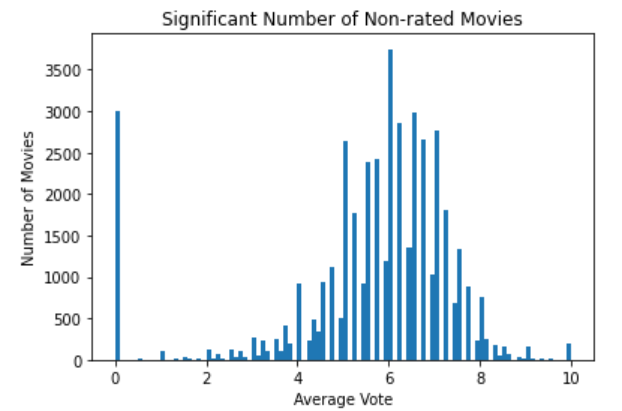 Significant Number of Non-rated Movies
Number of Movies
3500
3000
2500
2000
1500
1000
500
0
0 2 4 6 8 10
Average Vote